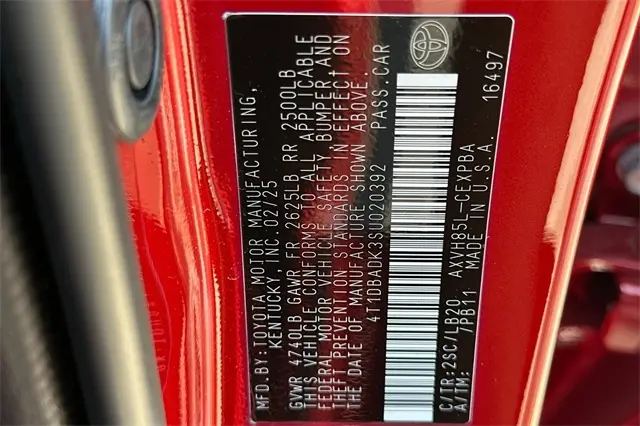 MFD.BY:TOYOTA MOTOR MANUFACTURING,
KENTUCKY, INC. 02/25
GVWR 4740LB GAWR FR 2625LB RR 2500LB
THIS VEHICLE CONFORMS TO ALL APPLICABLE
FEDERAL MOTOR VEHICLE SAFETY, BUMPER AND
THEFT PREVENTION STANDARDS IN EFFECT ON
THE DATE OF MANUFACTURE SHOWN ABOVE.
4T1DBADK3SU020392 PASS.CAR
C/TR:2SC/LB20 AXVH85L-CEXPBA
A/TM: /PB11 MADE IN U.S.A. 16497